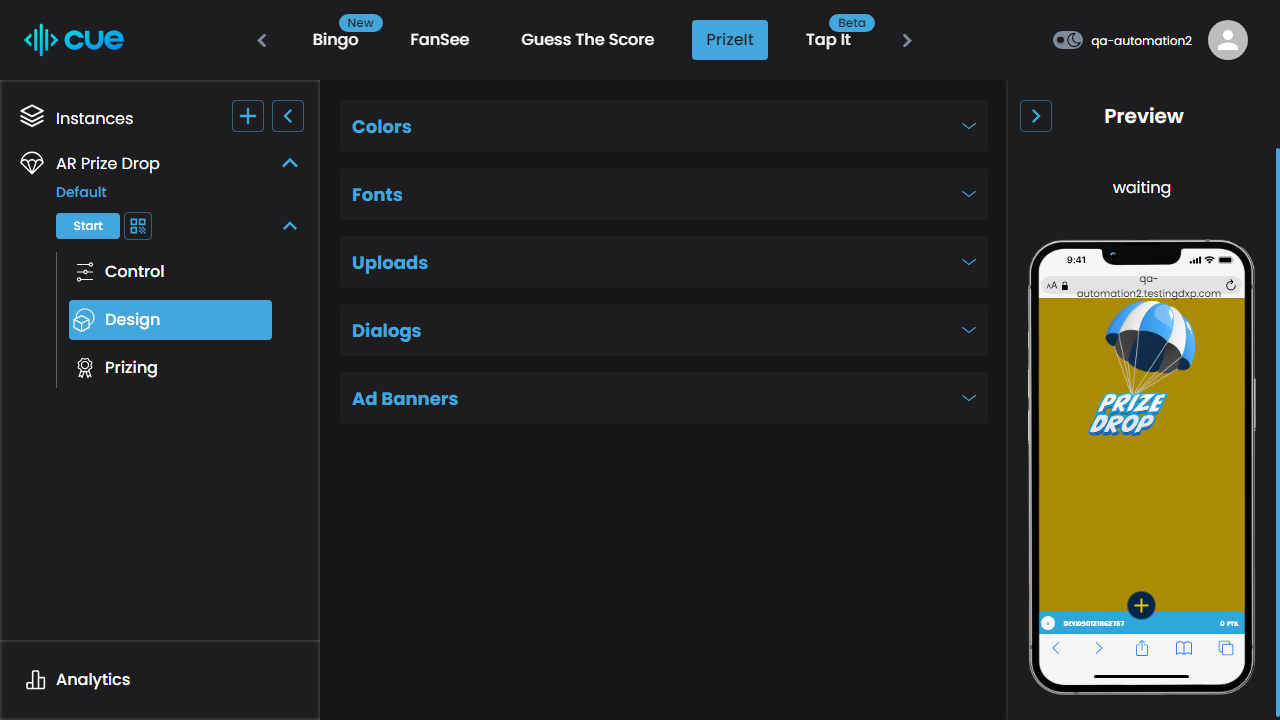 cue
New
Bingo
FanSee
Guess The Score
PrizeIt
Beta
Tap It
qa-automation2
Instances
AR Prize Drop
Default
Start
Control
Design
Prizing
Analytics
Colors
Fonts
Uploads
Dialogs
Ad Banners
Preview
waiting
9:41
AA
qa-
automation2.testingdxp.com
PRIZE
DROP
0 PTS.